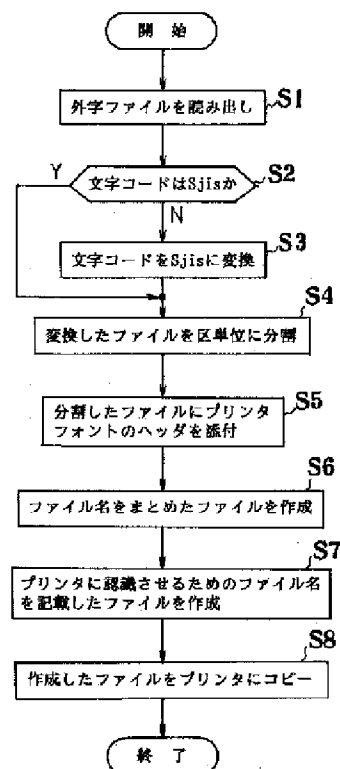 開 始
外字ファイルを読み出し
S1
文字コードはSjisか
S2
Y
N
文字コードをSjisに変換
S3
変換したファイルを区単位に分割
S4
分割したファイルにプリンタ
フォントのヘッダを添付
S5
ファイル名をまとめたファイルを作成
S6
プリンタに認識させるためのファイル名
を記載したファイルを作成
S7
作成したファイルをプリンタにコピー
S8
終 了